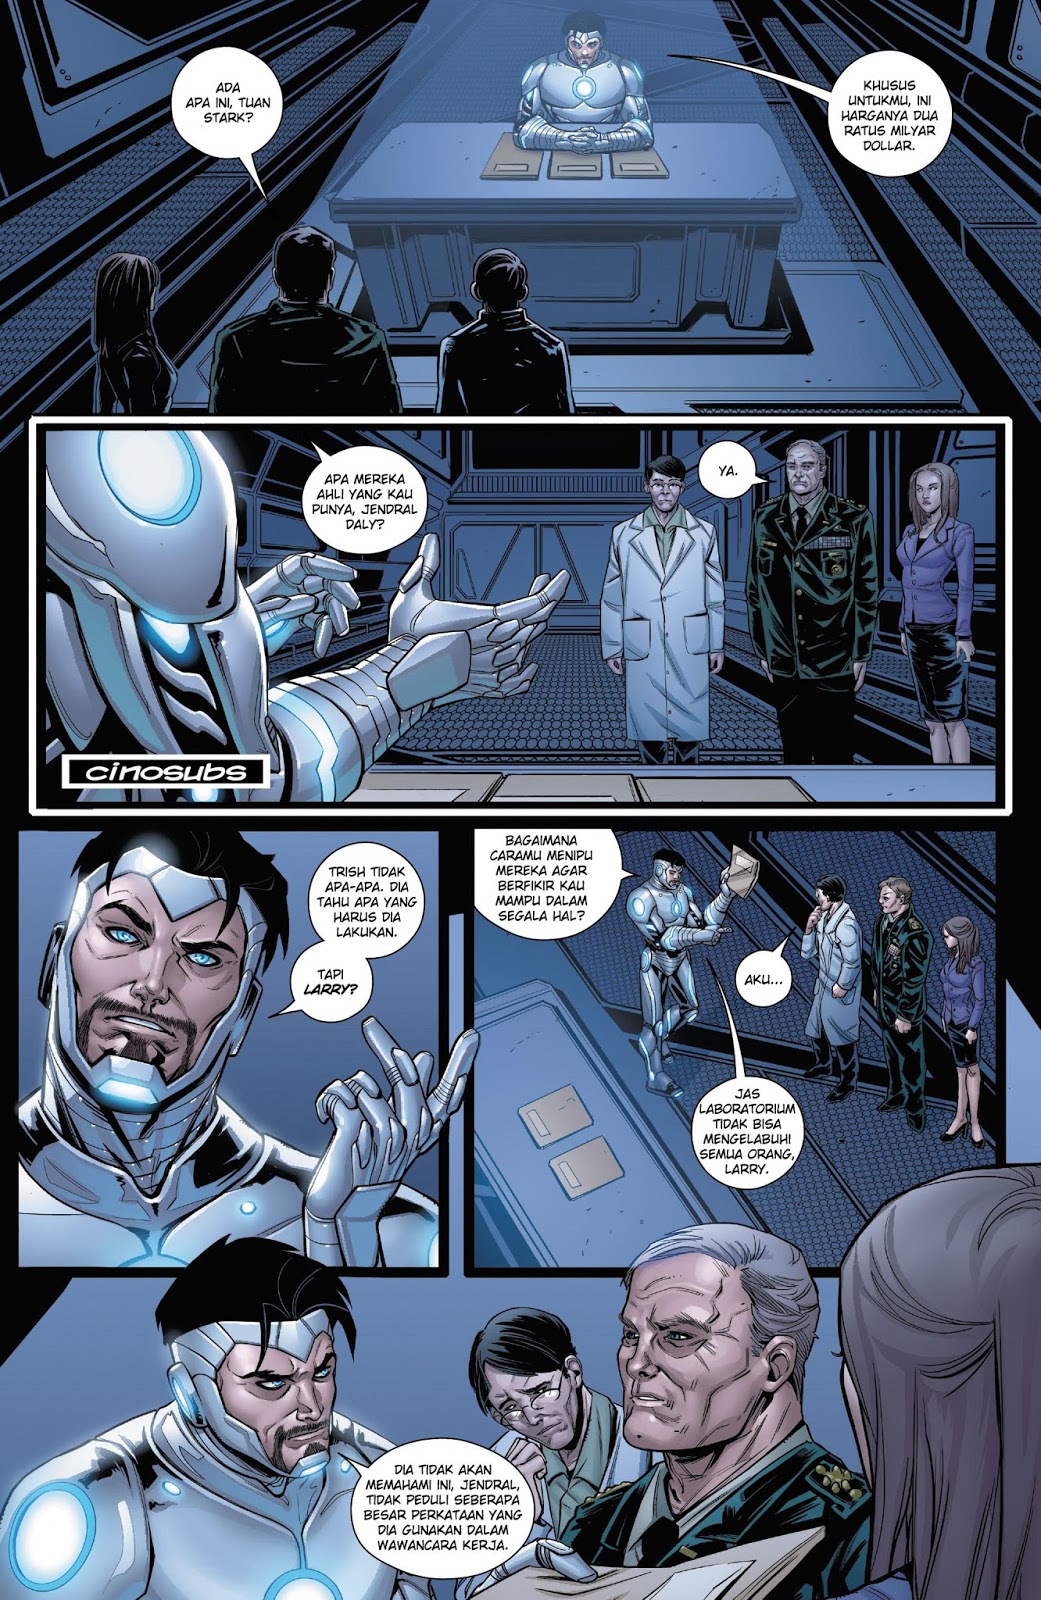 ADA
APA INI, TUAN
STARK?
KHUSUS
UNTUKMU, INI
HARGANYA DUA
RATUS MILYAR
DOLLAR.
APA MEREKA
AHLI YANG KAU
PUNYA, JENDRAL
DALY?
YA.
cinosubs
TRISH TIDAK
APA-APA. DIA
TAHU APA YANG
HARUS DIA
LAKUKAN.
TAPI
LARRY?
BAGAIMANA
CARAMU MENIPU
MEREKA AGAR
BERFIKIR KAU
MAMPU DALAM
SEGALA HAL?
AKU...
JAS
LABORATORIUM
TIDAK BISA
MENGELABUHI
SEMUA ORANG,
LARRY.
DIA TIDAK AKAN
MEMAHAMI INI, JENDRAL,
TIDAK PEDULI SEBERAPA
BESAR PERKATAAN YANG
DIA GUNAKAN DALAM
WAWANCARA KERJA.